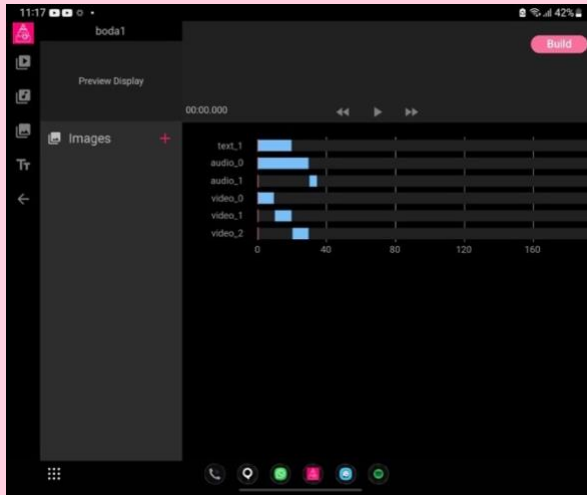 11:17
42%
boda1
Build
Preview Display
00:00.000
Images
Tт
text_1
audio_0
audio_1
video_0
video_1
video_2
0 40 80 120 160